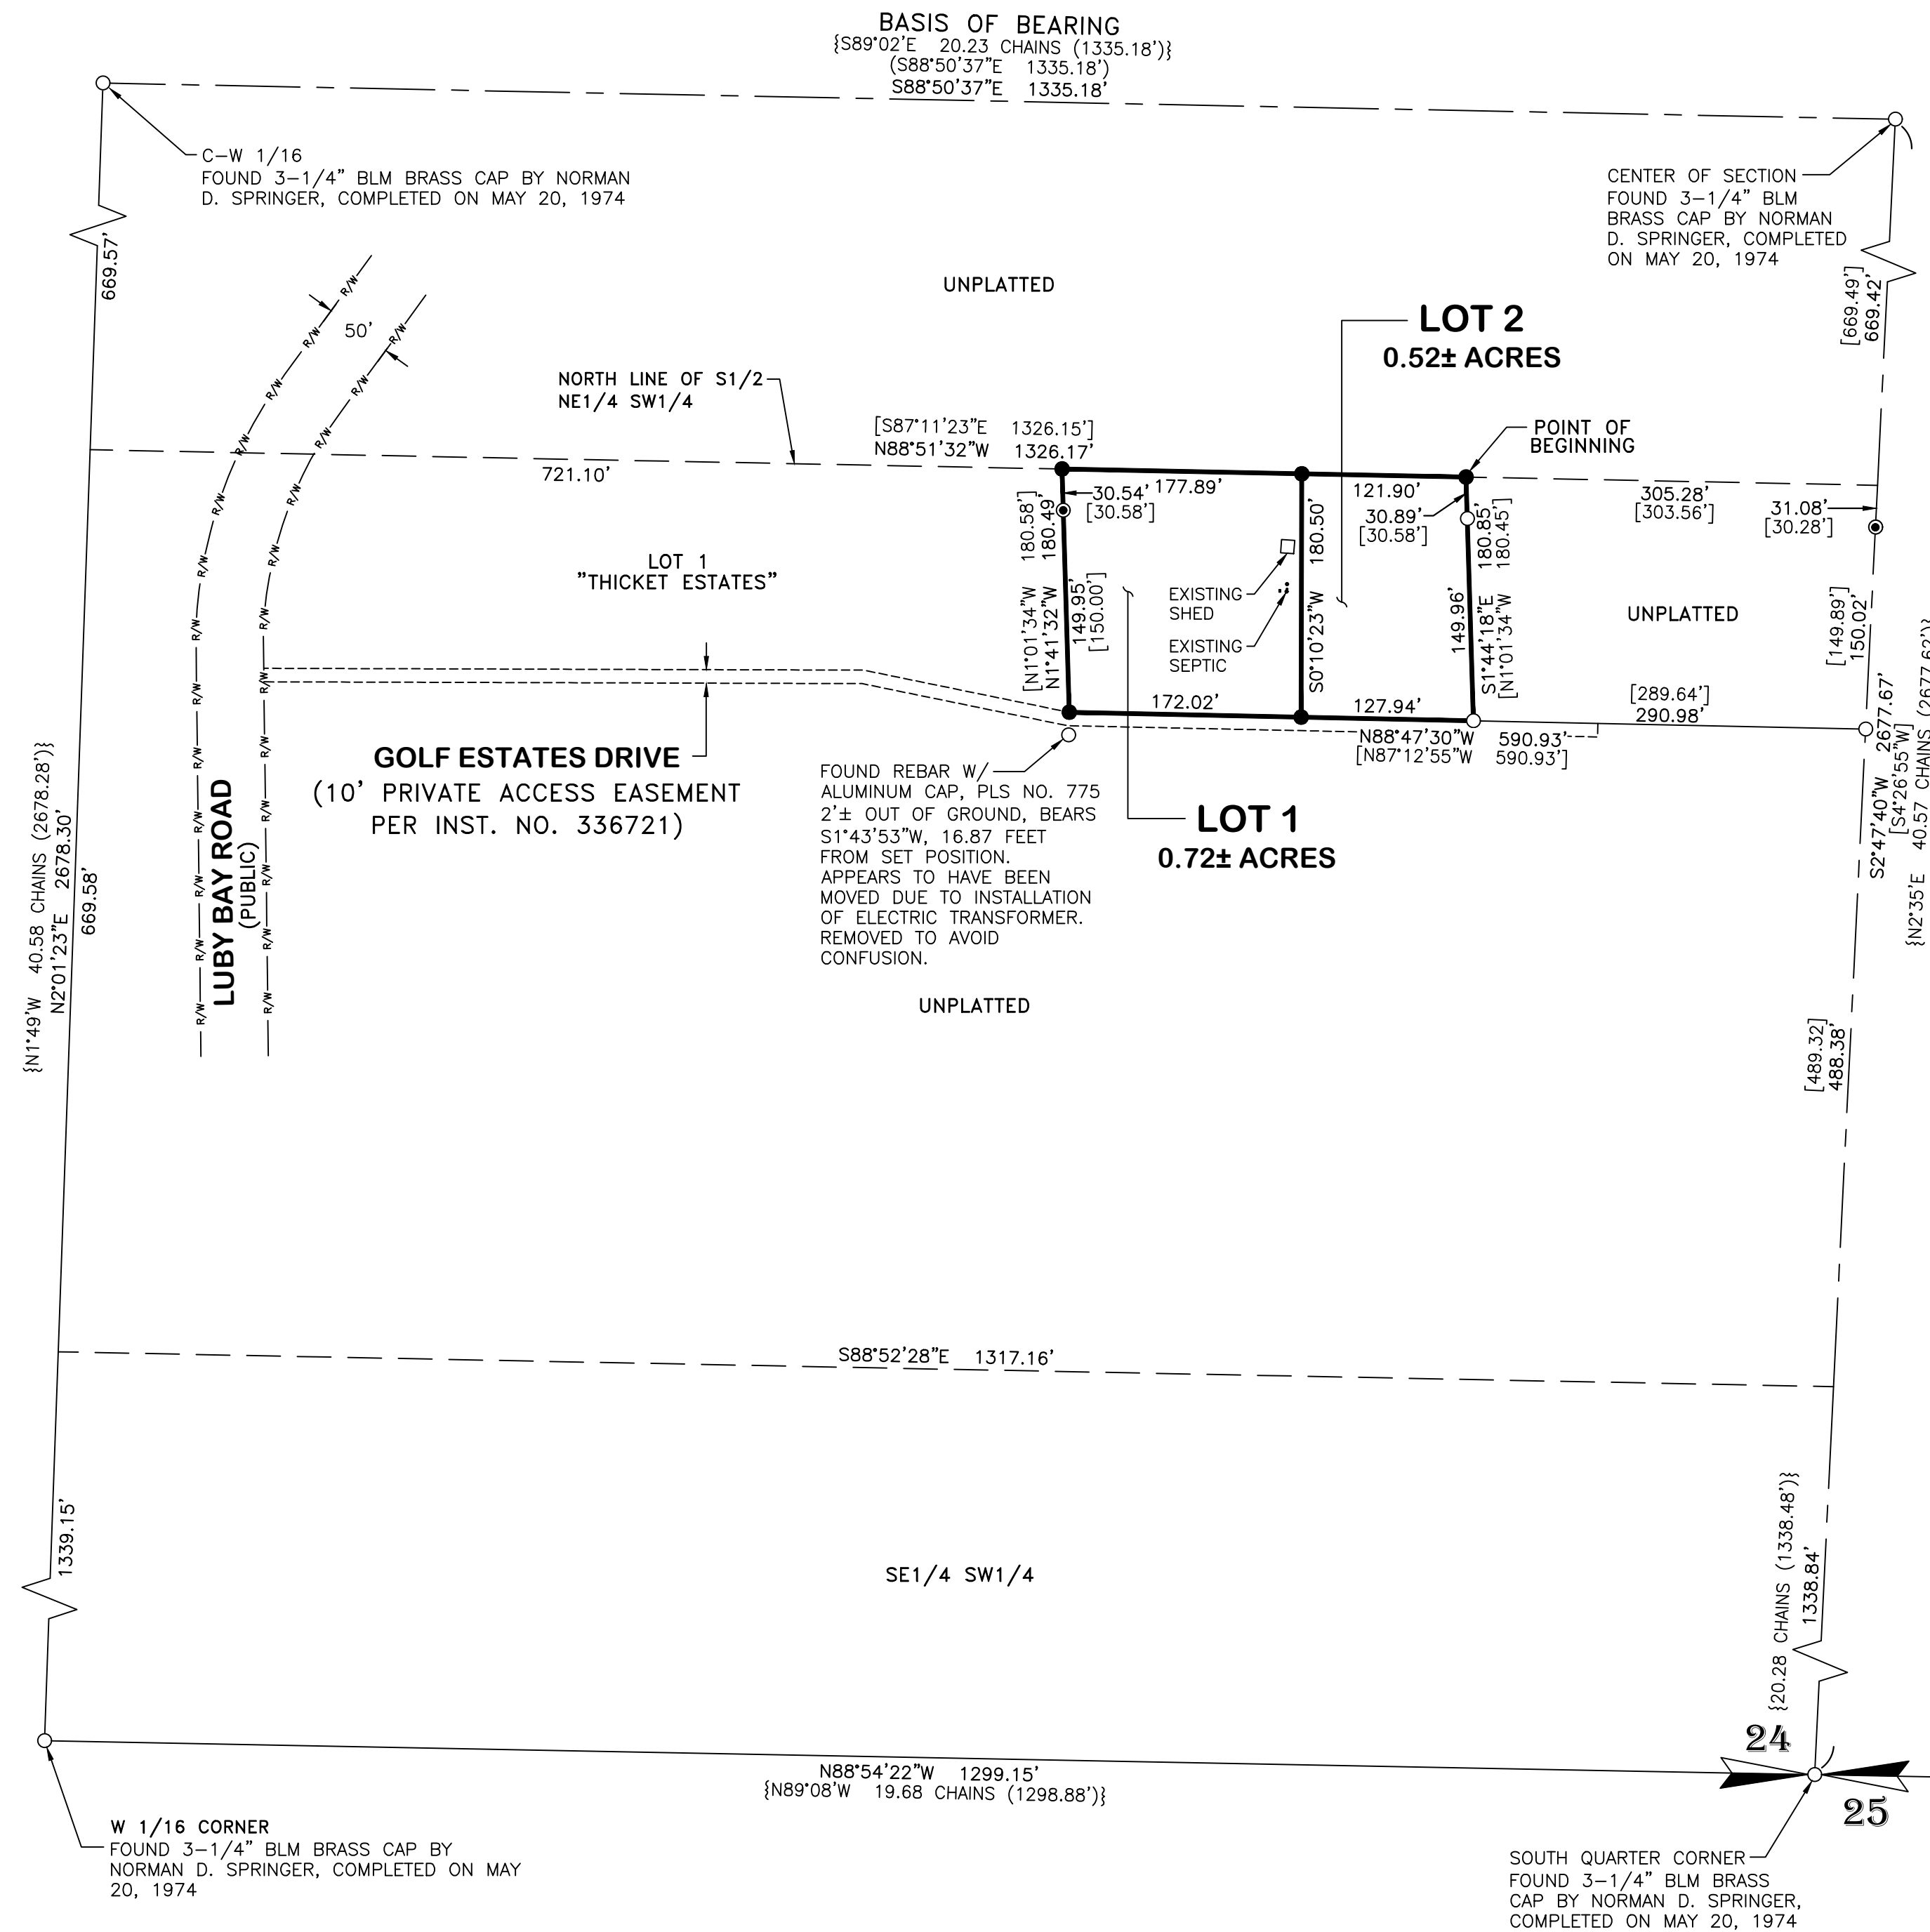 BASIS OF BEARING
{S89°02'E 20.23 CHAINS (1335.18')}
(S88°50'37"E 1335.18')
S88°50'37"E 1335.18'
C-W 1/16
FOUND 3-1/4" BLM BRASS CAP BY NORMAN
D. SPRINGER, COMPLETED ON MAY 20, 1974
CENTER OF SECTION
FOUND 3-1/4" BLM
BRASS CAP BY NORMAN
D. SPRINGER, COMPLETED
ON MAY 20, 1974
669.57'
[669.49']
669.42'
UNPLATTED
R/W R/W R/W R/W R/W R/W R/W R/W R/W R/W R/W
R/W R/W R/W R/W R/W R/W R/W R/W R/W R/W R/W
50'
LOT 2
0.52± ACRES
NORTH LINE OF S1/2
NE1/4 SW1/4
[S87°11'23"E 1326.15']
N88°51'32"W 1326.17'
POINT OF
BEGINNING
721.10'
177.89'
121.90'
305.28'
[303.56']
31.08'
[30.28']
30.54'
[30.58']
30.89'
[30.58']
[N1°01'34"W 180.58']
N1°41'32"W 180.49'
149.95'
[150.00']
S0°10'23"W 180.50'
149.96'
S1°44'18"E 180.85'
[N1°01'34"W 180.45']
LOT 1
"THICKET ESTATES"
EXISTING
SHED
EXISTING
SEPTIC
UNPLATTED
[149.89']
150.02'
172.02'
127.94'
[289.64']
290.98'
N88°47'30"W 590.93'
[N87°12'55"W 590.93']
GOLF ESTATES DRIVE
(10' PRIVATE ACCESS EASEMENT
PER INST. NO. 336721)
LUBY BAY ROAD
(PUBLIC)
FOUND REBAR W/
ALUMINUM CAP, PLS NO. 775
2'± OUT OF GROUND, BEARS
S1°43'53"W, 16.87 FEET
FROM SET POSITION.
APPEARS TO HAVE BEEN
MOVED DUE TO INSTALLATION
OF ELECTRIC TRANSFORMER.
REMOVED TO AVOID
CONFUSION.
LOT 1
0.72± ACRES
{N1°49'W 40.58 CHAINS (2678.28')}
N2°01'23"E 2678.30'
669.58'
S2°47'40"W 2677.67'
[S4°26'55"W]
{N2°35'E 40.57 CHAINS (2677.62')}
UNPLATTED
[489.32]
488.38'
S88°52'28"E 1317.16'
1339.15'
{20.28 CHAINS (1338.48')}
1338.84'
SE1/4 SW1/4
24
25
N88°54'22"W 1299.15'
{N89°08'W 19.68 CHAINS (1298.88')}
W 1/16 CORNER
FOUND 3-1/4" BLM BRASS CAP BY
NORMAN D. SPRINGER, COMPLETED ON MAY
20, 1974
SOUTH QUARTER CORNER
FOUND 3-1/4" BLM BRASS
CAP BY NORMAN D. SPRINGER,
COMPLETED ON MAY 20, 1974